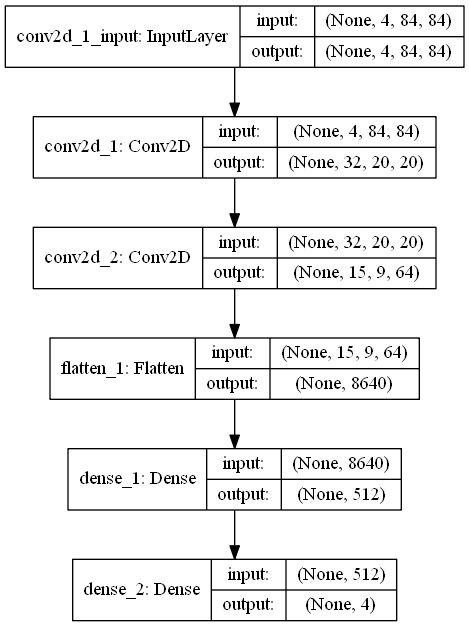 conv2d_1_input: InputLayer
input: (None, 4, 84, 84)
output: (None, 4, 84, 84)
conv2d_1: Conv2D
input: (None, 4, 84, 84)
output: (None, 32, 20, 20)
conv2d_2: Conv2D
input: (None, 32, 20, 20)
output: (None, 15, 9, 64)
flatten_1: Flatten
input: (None, 15, 9, 64)
output: (None, 8640)
dense_1: Dense
input: (None, 8640)
output: (None, 512)
dense_2: Dense
input: (None, 512)
output: (None, 4)